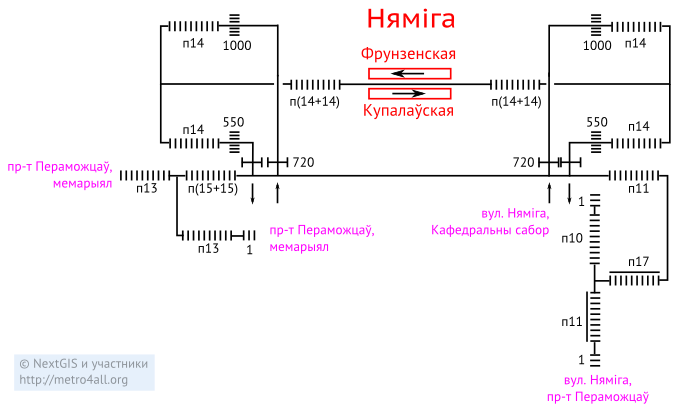 Няміга
п14
1000
1000
п14
Фрунзенская
п(14+14)
п(14+14)
Купалаўская
550
550
п14
п14
720
720
пр-т Пераможцаў,
мемарыял
п13
п(15+15)
п11
1
вул. Няміга,
Кафедральны сабор
п10
пр-т Пераможцаў,
мемарыял
п13
1
п17
п11
1
вул. Няміга,
пр-т Пераможцаў
© NextGIS и участники
http://metro4all.org